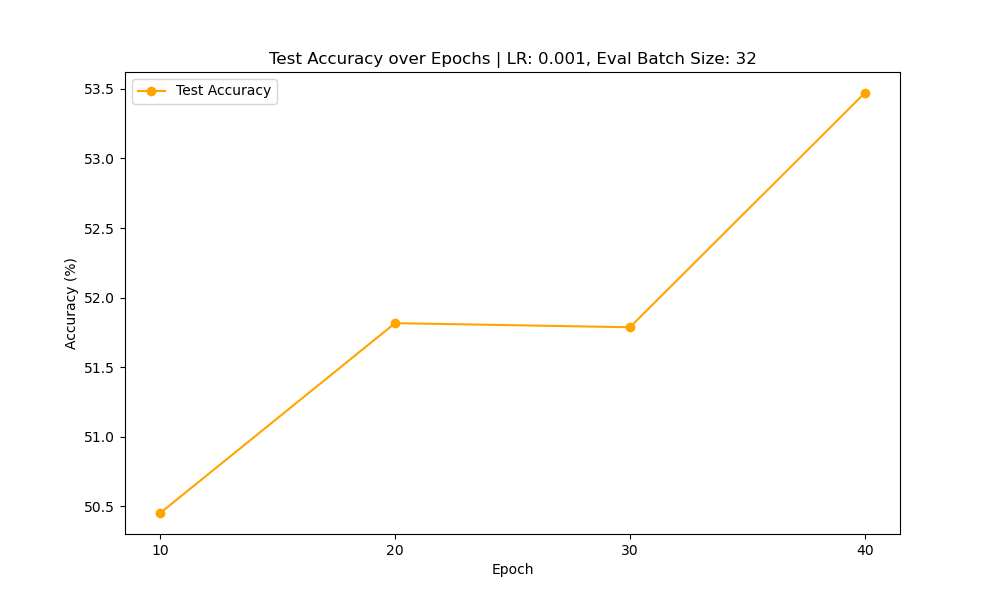 Test Accuracy over Epochs | LR: 0.001, Eval Batch Size: 32
Test Accuracy
Accuracy (%)
53.5
53.0
52.5
52.0
51.5
51.0
50.5
10
20
30
40
Epoch